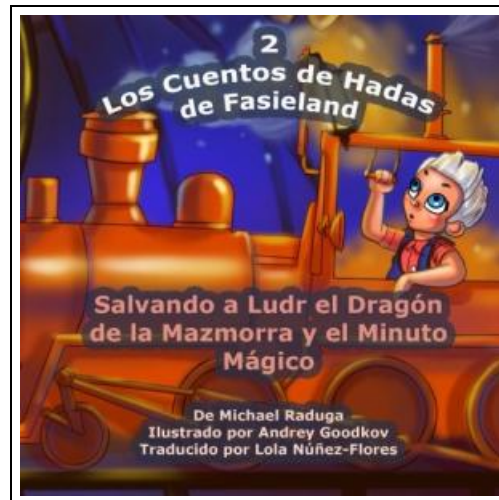 2
Los Cuentos de Hadas
de Fasieland
Salvando a Ludr el Dragón
de la Mazmorra y el Minuto
Mágico
De Michael Raduga
Ilustrado por Andrey Goodkov
Traducido por Lola Núñez-Flores